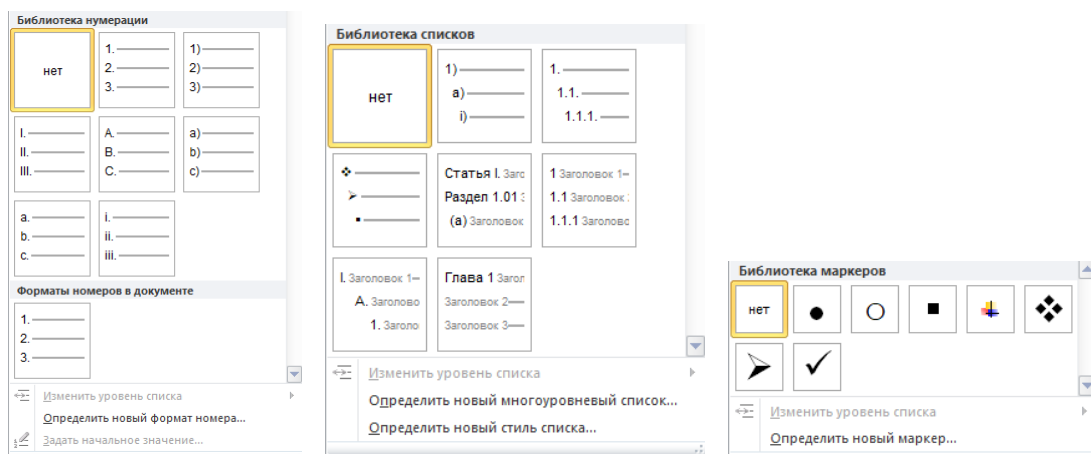 Библиотека нумерации
нет
1.
2.
3.
1)
2)
3)
I.
II.
III.
A.
B.
C.
a)
b)
c)
a.
b.
c.
i.
ii.
iii.
Форматы номеров в документе
1.
2.
3.
Изменить уровень списка
Определить новый формат номера...
Задать начальное значение...
Библиотека списков
нет
1)
a)
i)
1.
1.1.
1.1.1.
Статья I. Загс
Раздел 1.01 З
(a) Заголовок
1 Заголовок 1
1.1 Заголовок
1.1.1 Заголовс
I. Заголовок 1
A. Заголово
1. Заголо
Глава 1 Загол
Заголовок 2
Заголовок 3
Изменить уровень списка
Определить новый многоуровневый список...
Определить новый стиль списка...
Библиотека маркеров
нет
Изменить уровень списка
Определить новый маркер...